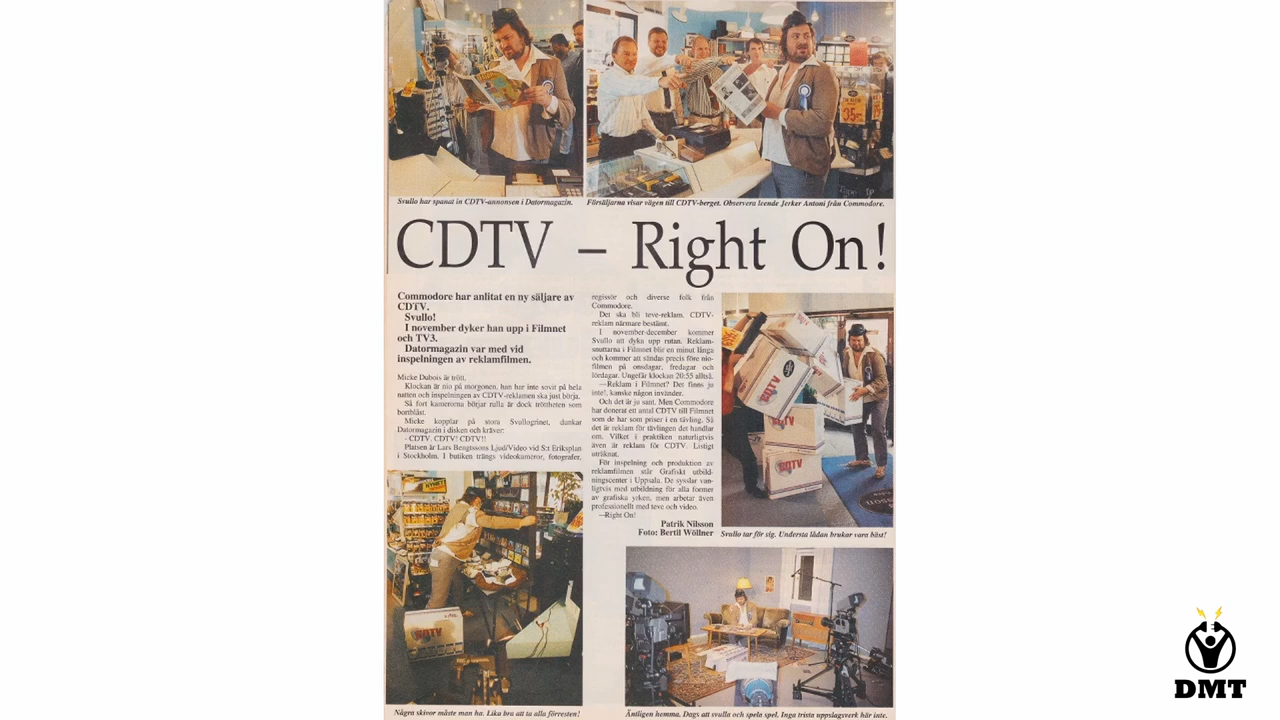 Svullo har spanat in CDTV-annonsen i Datormagazin.
Försäljarna visar vägen till CDTV-berget. Observera leende Jerker Antoni från Commodore.
CDTV – Right On!
Commodore har anlitat en ny säljare av
CDTV.
Svullo!
I november dyker han upp i Filmnet
och TV3.
Datormagazin var med vid
inspelningen av reklamfilmen.
Micke Dubois är trött.
Klockan är nio på morgonen, han har inte sovit på hela
natten och inspelningen av CDTV-reklamen ska just börja.
Så fort kamerorna börjar rulla är dock tröttheten som
bortblåst.
Micke kopplar på stora Svullogrinet, dunkar
Datormagazin i disken och kräver:
- CDTV. CDTV! CDTV!!
Platsen är Lars Bengtssons Ljud/Video vid S:t Eriksplan
i Stockholm. I butiken trängs videokameror, fotografer,
regissör och diverse folk från
Commodore.
Det ska bli teve-reklam. CDTV-
reklam närmare bestämt.
I november-december kommer
Svullo att dyka upp rutan. Reklam-
snuttarna i Filmnet blir en minut långa
och kommer att sändas precis före nio-
filmen på onsdagar, fredagar och
lördagar. Ungefär klockan 20:55 alltså.
—Reklam i Filmnet? Det finns ju
inte!, kanske någon invänder.
Och det är ju sant. Men Commodore
har donerat ett antal CDTV till Filmnet
som de har som priser i en tävling. Så
det är reklam för tävlingen det handlar
om. Vilket i praktiken naturligtvis
även är reklam för CDTV. Listigt
uträknat.
För inspelning och produktion av
reklamfilmen står Grafiskt utbild-
ningscenter i Uppsala. De sysslar van-
ligtvis med utbildning för alla former
av grafiska yrken, men arbetar även
professionellt med teve och video.
—Right On!
Patrik Nilsson
Foto: Bertil Wöllner
CDTV
CDTV
Svullo tar för sig. Understa lådan brukar vara bäst!
CDTV
Några skivor måste man ha. Lika bra att ta alla förresten!
Äntligen hemma. Dags att svulla och spela spel. Inga trista uppslagsverk här inte.
DMT